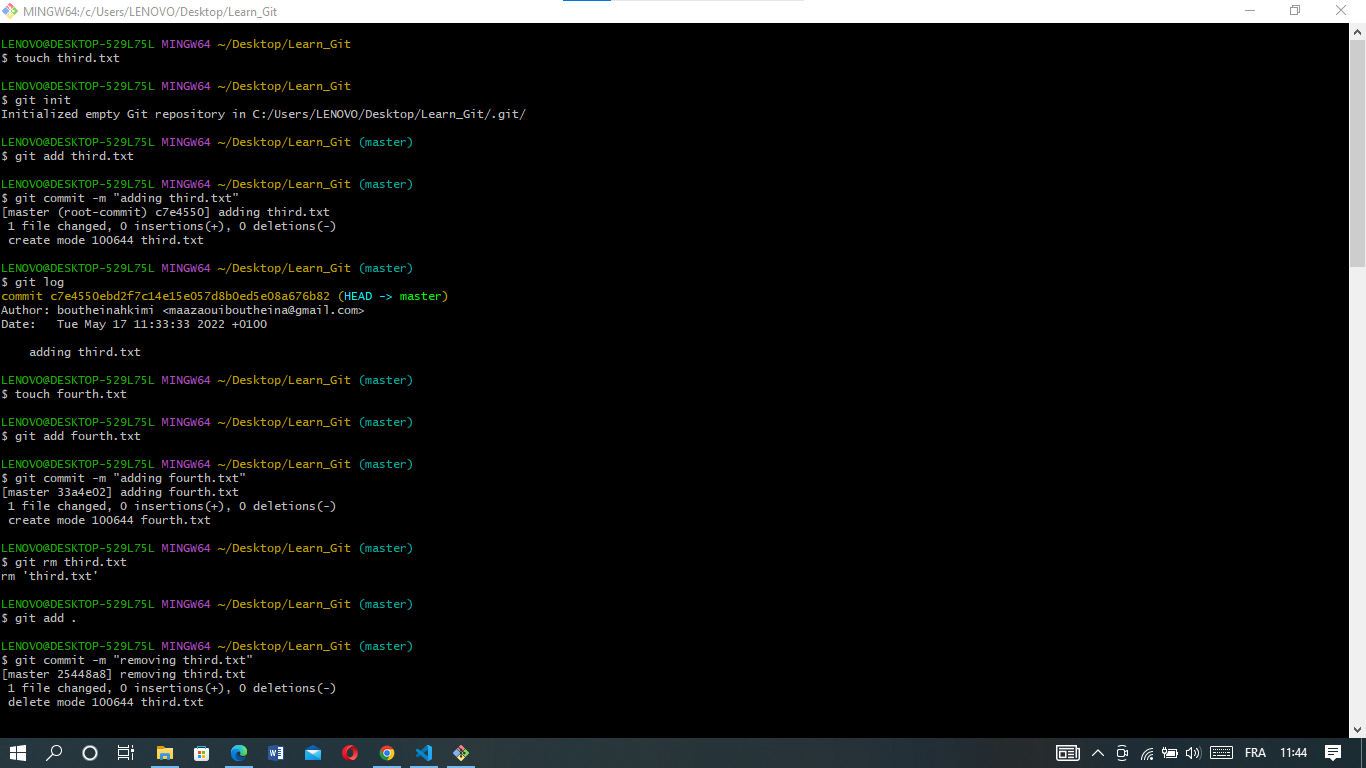 MINGW64:/c/Users/LENOVO/Desktop/Learn_Git
LENOVO@DESKTOP-529L75L MINGW64 ~/Desktop/Learn_Git
$ touch third.txt
LENOVO@DESKTOP-529L75L MINGW64 ~/Desktop/Learn_Git
$ git init
Initialized empty Git repository in C:/Users/LENOVO/Desktop/Learn_Git/.git/
LENOVO@DESKTOP-529L75L MINGW64 ~/Desktop/Learn_Git (master)
$ git add third.txt
LENOVO@DESKTOP-529L75L MINGW64 ~/Desktop/Learn_Git (master)
$ git commit -m "adding third.txt"
[master (root-commit) c7e4550] adding third.txt
 1 file changed, 0 insertions(+), 0 deletions(-)
 create mode 100644 third.txt
LENOVO@DESKTOP-529L75L MINGW64 ~/Desktop/Learn_Git (master)
$ git log
commit c7e4550ebd2f7c14e15e057d8b0ed5e08a676b82 (HEAD -> master)
Author: boutheinahkimi <maazaouiboutheina@gmail.com>
Date:   Tue May 17 11:33:33 2022 +0100
    adding third.txt
LENOVO@DESKTOP-529L75L MINGW64 ~/Desktop/Learn_Git (master)
$ touch fourth.txt
LENOVO@DESKTOP-529L75L MINGW64 ~/Desktop/Learn_Git (master)
$ git add fourth.txt
LENOVO@DESKTOP-529L75L MINGW64 ~/Desktop/Learn_Git (master)
$ git commit -m "adding fourth.txt"
[master 33a4e02] adding fourth.txt
 1 file changed, 0 insertions(+), 0 deletions(-)
 create mode 100644 fourth.txt
LENOVO@DESKTOP-529L75L MINGW64 ~/Desktop/Learn_Git (master)
$ git rm third.txt
rm 'third.txt'
LENOVO@DESKTOP-529L75L MINGW64 ~/Desktop/Learn_Git (master)
$ git add .
LENOVO@DESKTOP-529L75L MINGW64 ~/Desktop/Learn_Git (master)
$ git commit -m "removing third.txt"
[master 25448a8] removing third.txt
 1 file changed, 0 insertions(+), 0 deletions(-)
 delete mode 100644 third.txt
FRA 11:44